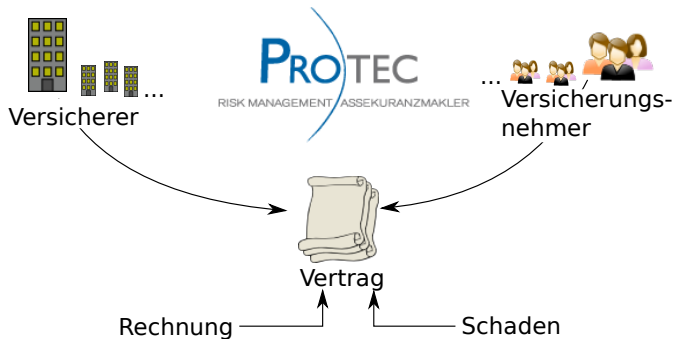 PROTEC
RISK MANAGEMENT ASSEKURANZMAKLER
...
...
Versicherer
Versicherungs-
nehmer
Vertrag
Rechnung
Schaden